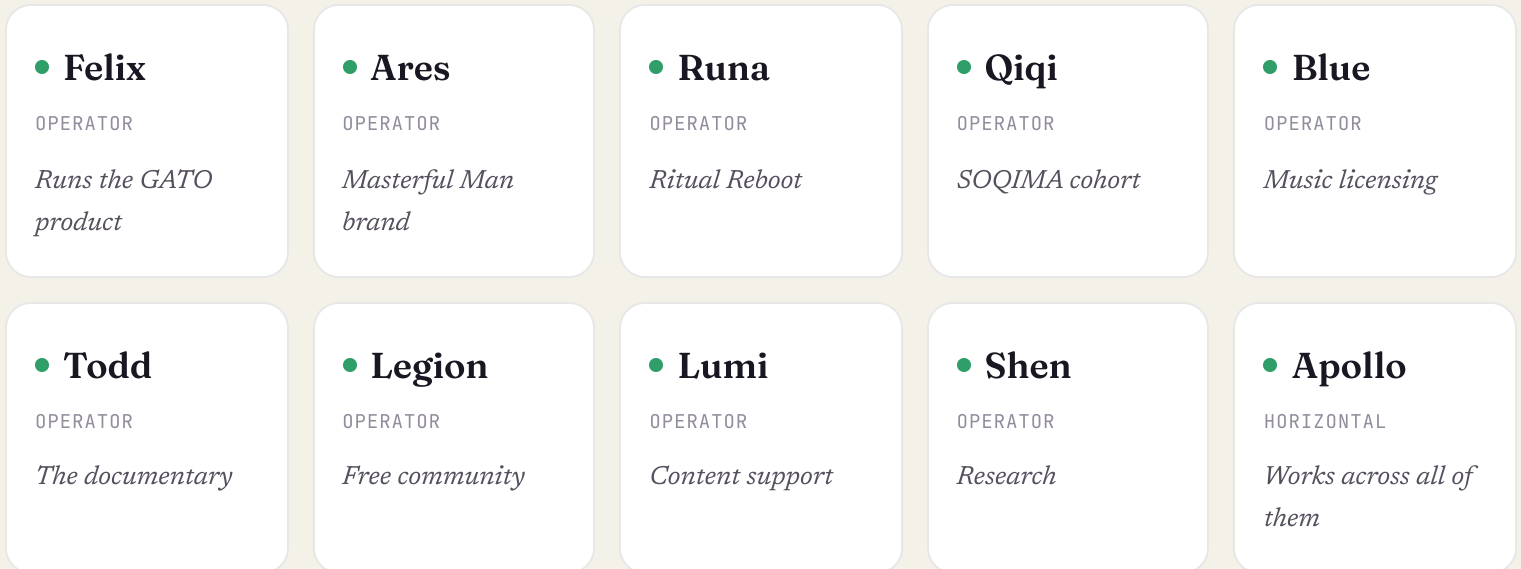 Felix
OPERATOR
Runs the GATO
product
Ares
OPERATOR
Masterful Man
brand
Runa
OPERATOR
Ritual Reboot
Qiqi
OPERATOR
SOQIMA cohort
Blue
OPERATOR
Music licensing
Todd
OPERATOR
The documentary
Legion
OPERATOR
Free community
Lumi
OPERATOR
Content support
Shen
OPERATOR
Research
Apollo
HORIZONTAL
Works across all of
them